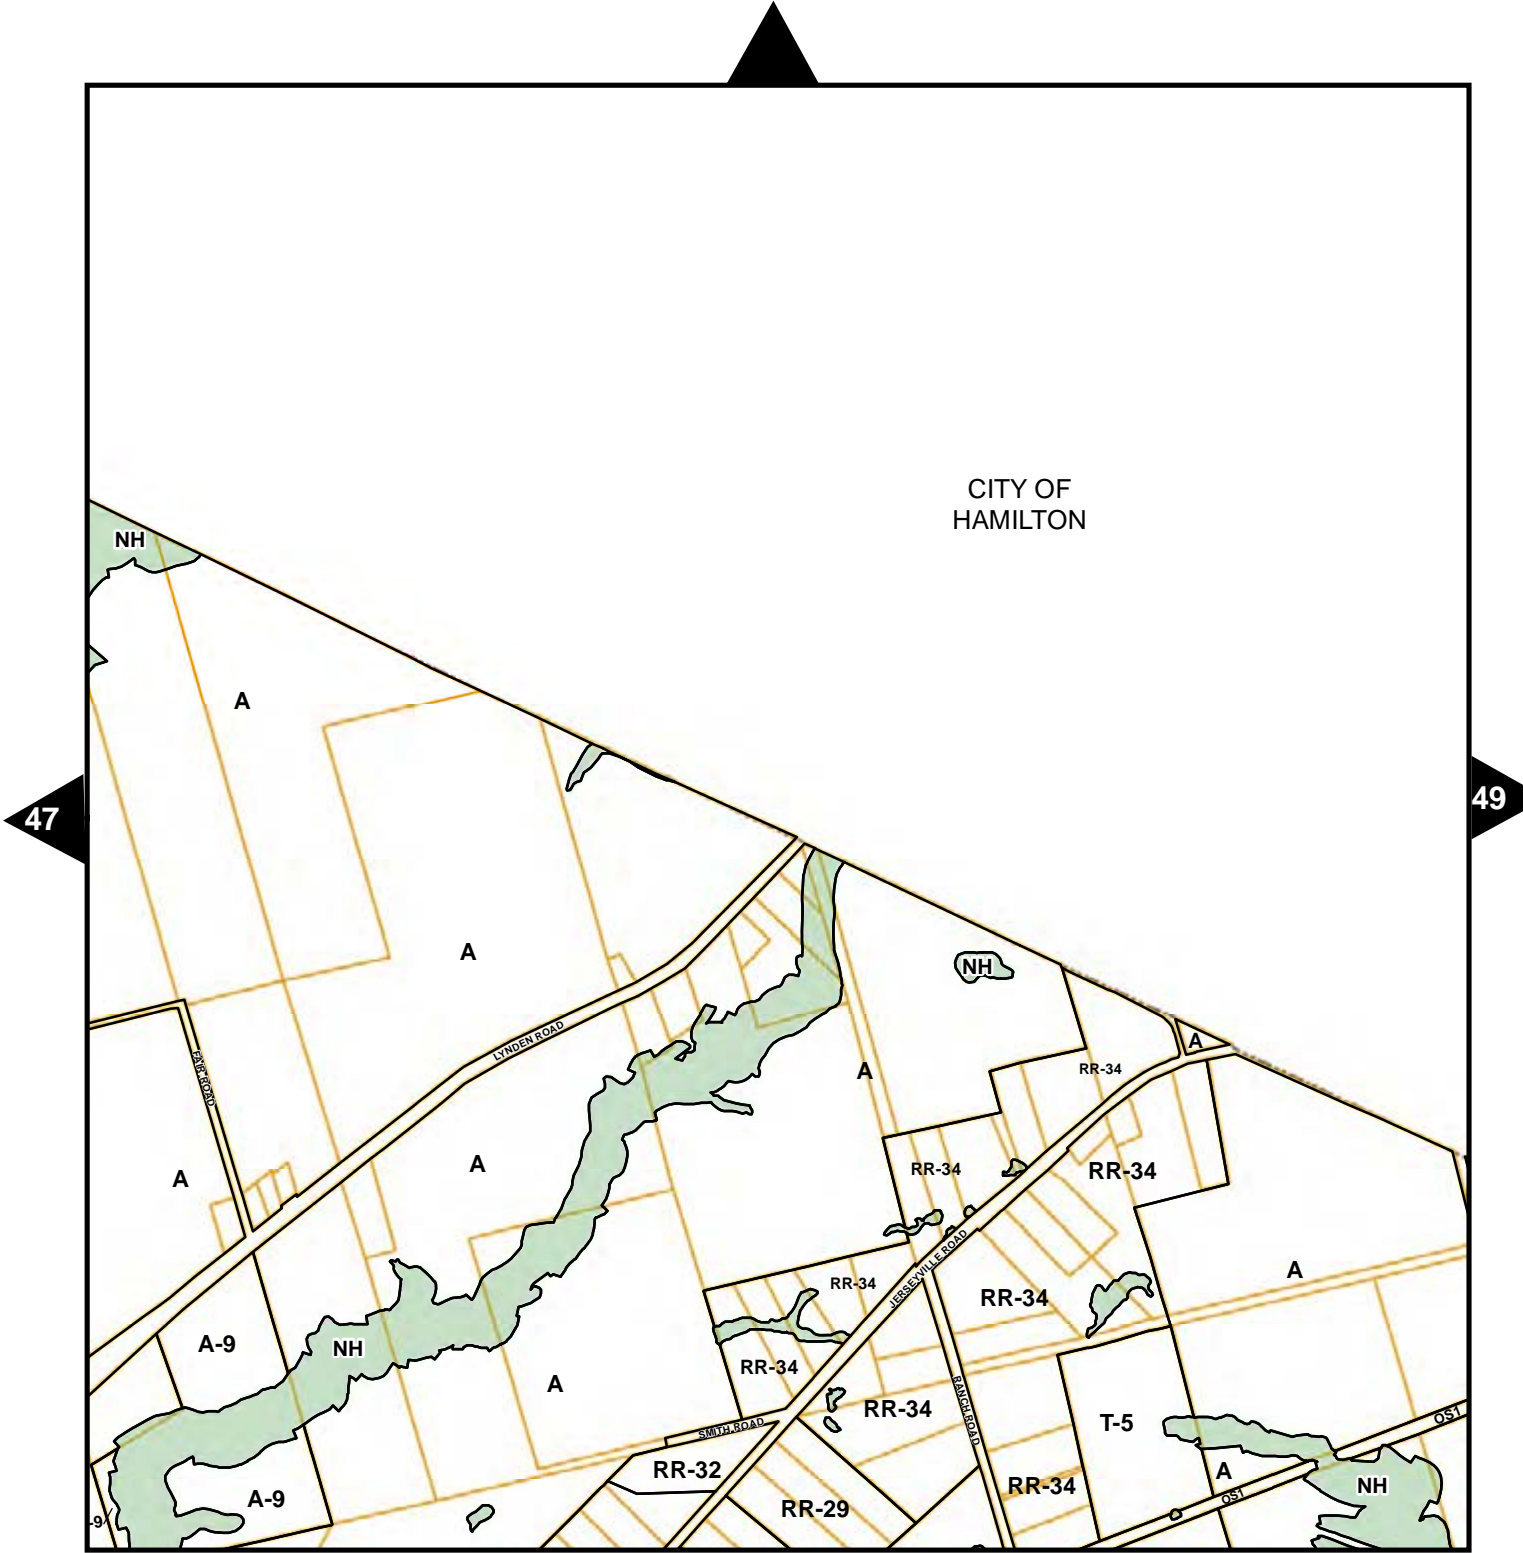 CITY OF
HAMILTON
NH
A
47
49
A
NH
A
RR-34
LYNDEN ROAD
FAIR ROAD
A
A
A
RR-34
RR-34
A
RR-34
RR-34
JERSEYVILLE ROAD
A-9
NH
RR-34
A
RANCH ROAD
RR-34
T-5
OS1
SMITH ROAD
RR-32
A
RR-34
NH
A-9
RR-29
OS1
-9